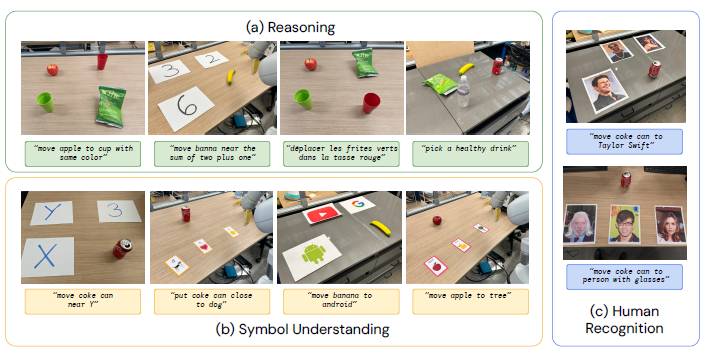 (a) Reasoning
3
2
6
"move apple to cup with
same color"
"move banna near the
sum of two plus one"
"déplacer les frites verts
dans la tasse rouge"
"pick a healthy drink"
Y
3
X
"move coke can
near Y"
"put coke can close
to dog"
"move banana to
android"
"move apple to tree"
(b) Symbol Understanding
"move coke can to
Taylor Swift"
"move coke can to
person with glasses"
(c) Human
Recognition